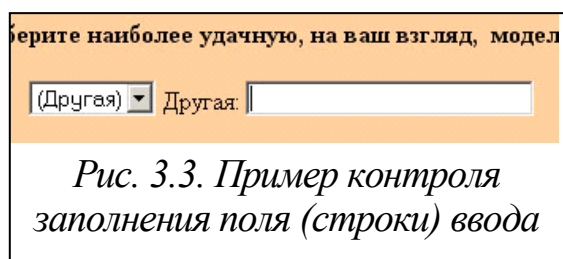 берите наиболее удачную, на ваш взгляд, модел
(Другая) Другая:
Рис. 3.3. Пример контроля
заполнения поля (строки) ввода